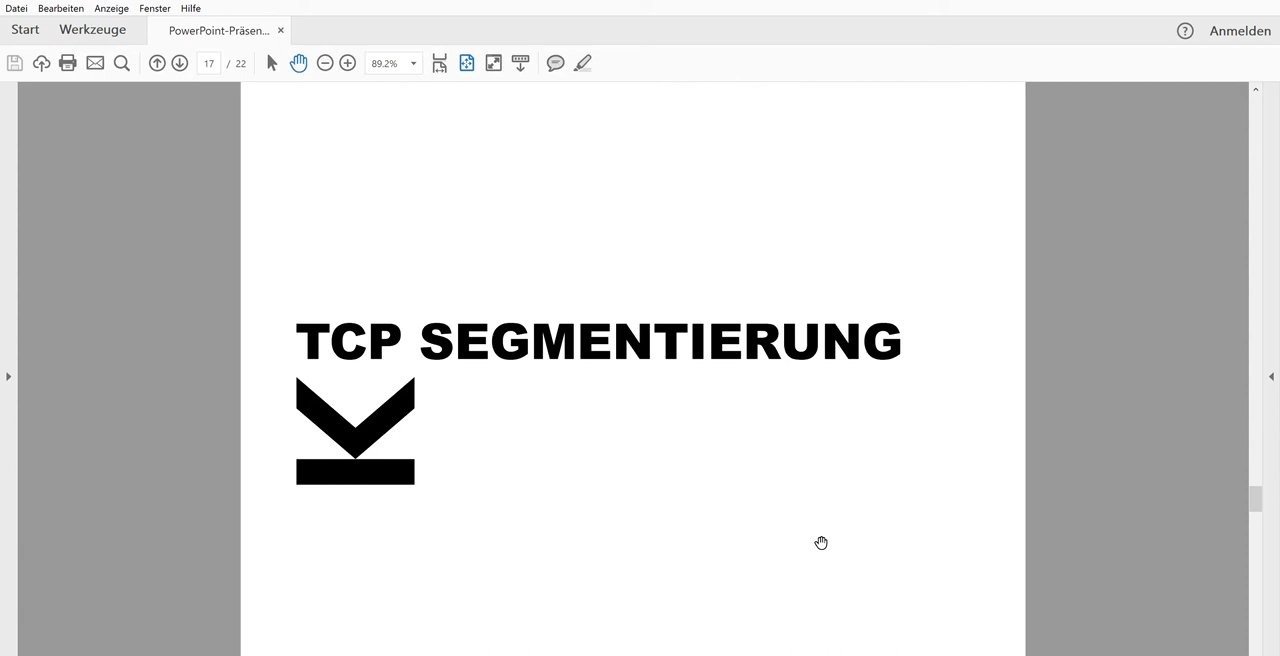 Datei Bearbeiten Anzeige Fenster Hilfe
Start Werkzeuge PowerPoint-Präsen... × ? Anmelden
17 / 22 89.2%
TCP SEGMENTIERUNG